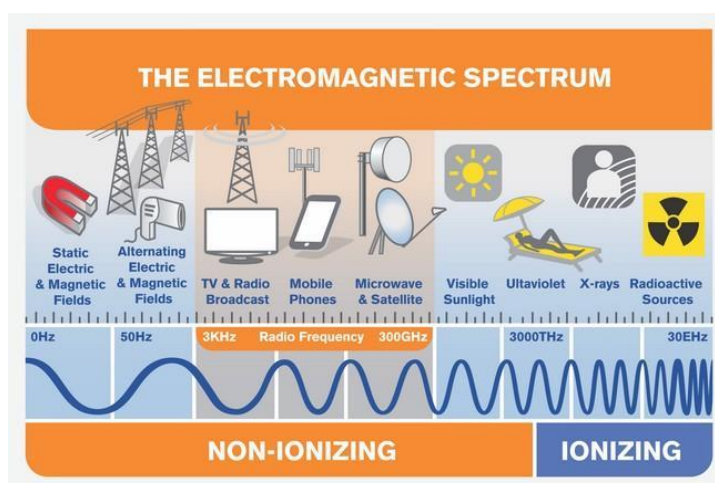 THE ELECTROMAGNETIC SPECTRUM
Static
Electric
& Magnetic
Fields
Alternating
Electric
& Magnetic
Fields
TV & Radio
Broadcast
Mobile
Phones
Microwave
& Satellite
Visible
Sunlight
Ultaviolet
X-rays
Radioactive
Sources
0Hz 50Hz 3KHz Radio Frequency 300GHz 3000THz 30EHz
NON-IONIZING IONIZING